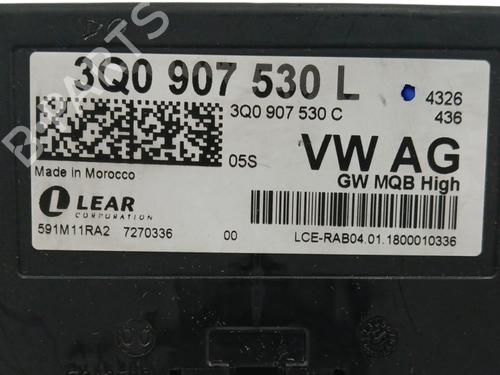 3Q0 907 530 L
4326
3Q0 907 530 C
436
05S
VW AG
Made in Morocco
GW MQB High
LEAR
CORPORATION
591M11RA2 7270336 00
LCE-RAB04.01.1800010336
B-PARTS